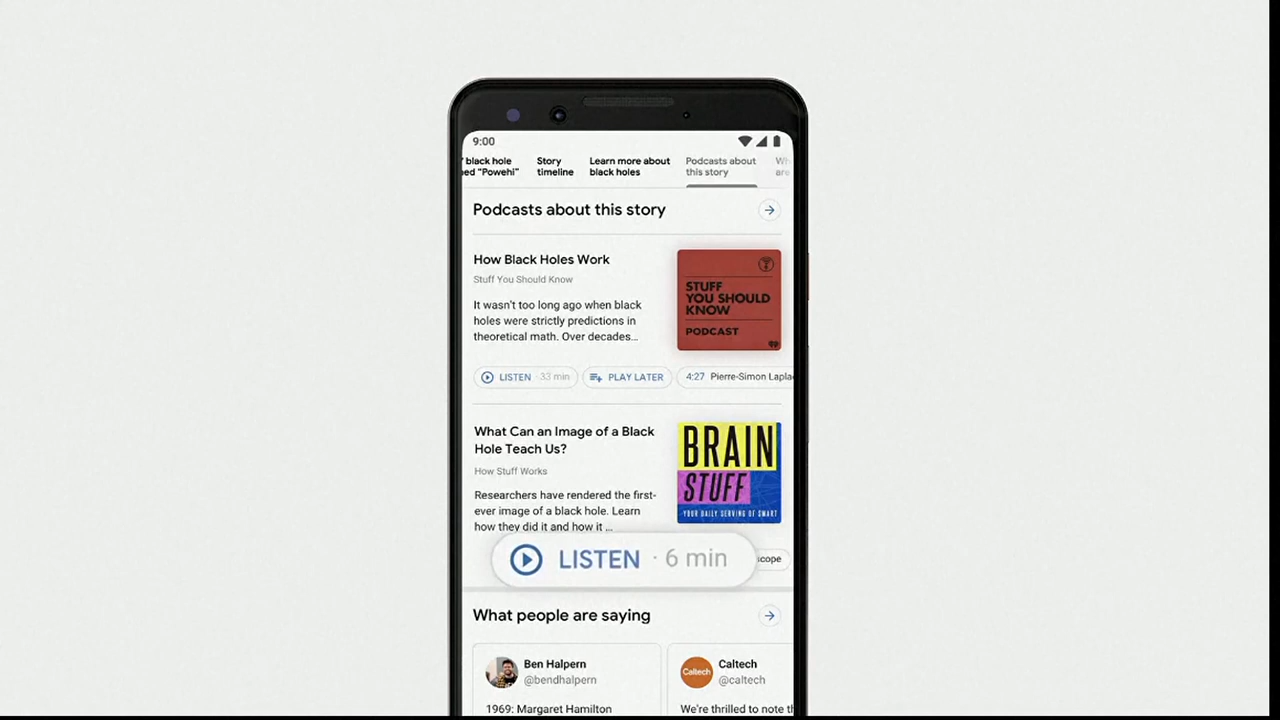 9:00
' black hole
ed "Powehi"
Story
timeline
Learn more about
black holes
Podcasts about
this story
Wh
are
Podcasts about this story
How Black Holes Work
Stuff You Should Know
It wasn't too long ago when black
holes were strictly predictions in
theoretical math. Over decades...
STUFF
YOU SHOULD
KNOW
PODCAST
LISTEN · 33 min
PLAY LATER
4:27 Pierre-Simon Lapla
What Can an Image of a Black
Hole Teach Us?
How Stuff Works
Researchers have rendered the first-
ever image of a black hole. Learn
how they did it and how it ...
BRAIN
STUFF
YOUR DAILY SERVING OF SMART
LISTEN · 6 min
scope
What people are saying
Ben Halpern
@bendhalpern
1969: Margaret Hamilton
Caltech
Caltech
@caltech
We're thrilled to note th